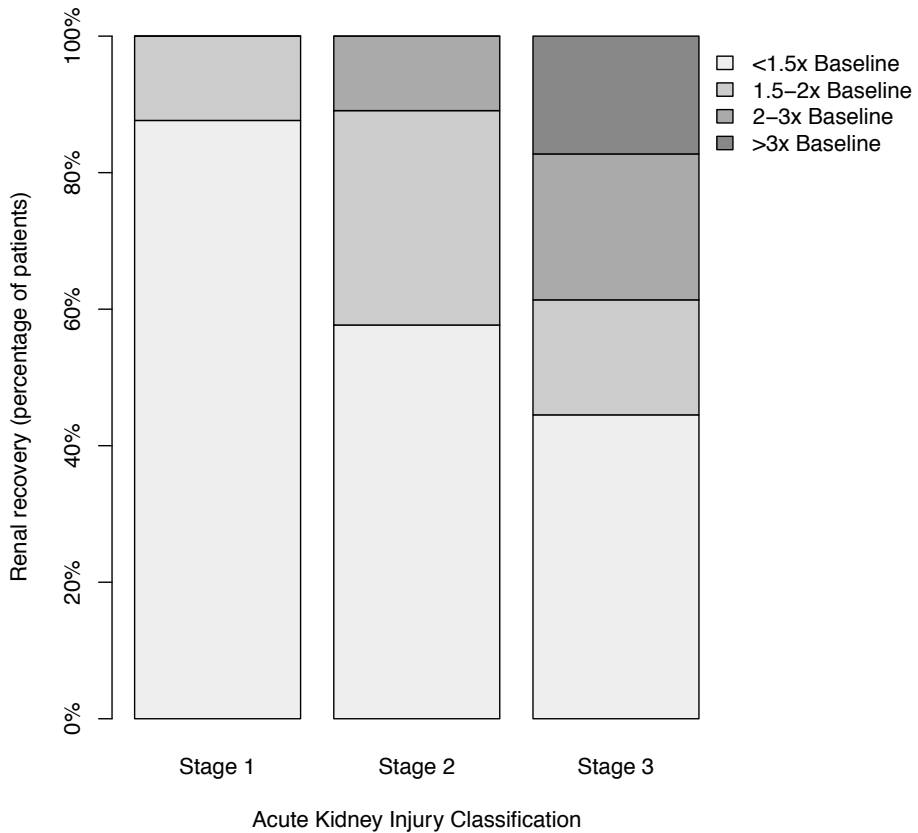 Renal recovery (percentage of patients)
100%
80%
60%
40%
20%
0%
<1.5x Baseline
1.5−2x Baseline
2−3x Baseline
>3x Baseline
Stage 1
Stage 2
Stage 3
Acute Kidney Injury Classification